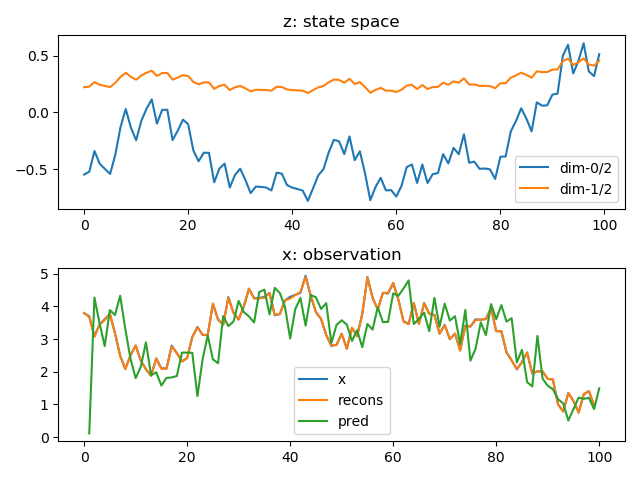 z: state space
0.5
0.0
−0.5
dim-0/2
dim-1/2
0 20 40 60 80 100
x: observation
5
4
3
2
1
0
x
recons
pred
0 20 40 60 80 100